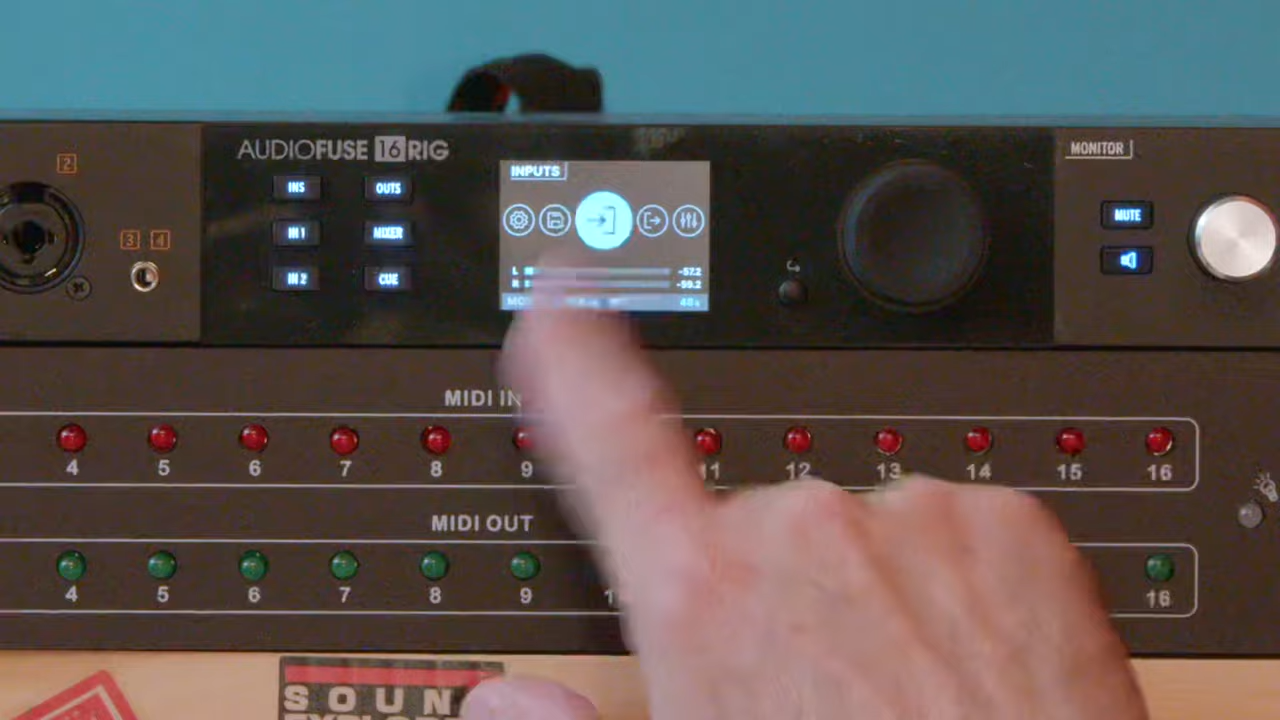 2
3 4
AUDIOFUSE 16RIG
INS OUTS
IN 1 MIXER
IN 2 CUE
INPUTS
L -57.2
R -59.2
48k
MONITOR
MUTE
MIDI IN
4 5 6 7 8 9 11 12 13 14 15 16
MIDI OUT
4 5 6 7 8 9 16
SOUN